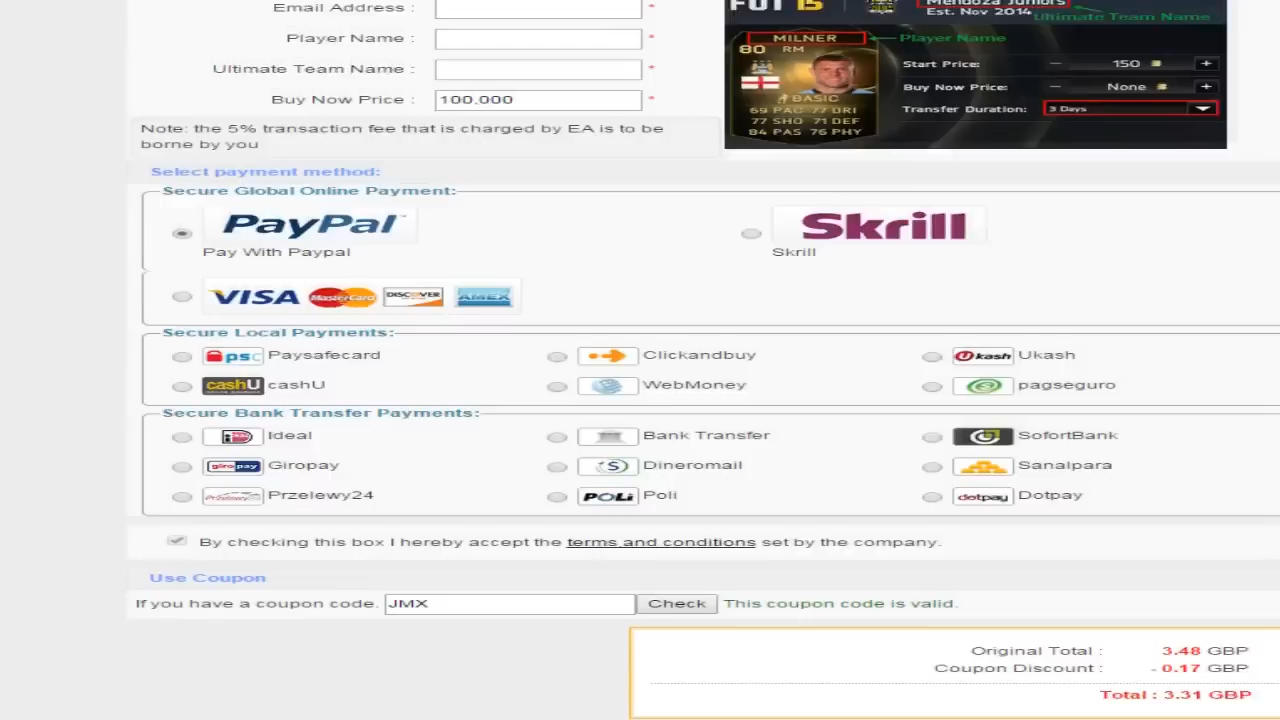 Email Address : *
FUT 15
Mendoza Juniors
Est. Nov 2014
Ultimate Team Name
Player Name : *
MILNER
Player Name
80
RM
Start Price: — 150 +
Ultimate Team Name : *
Buy Now Price: — None +
Buy Now Price : 100.000 *
BASIC
Transfer Duration: 3 Days
69 PAC 77 DRI
77 SHO 71 DEF
84 PAS 76 PHY
Note: the 5% transaction fee that is charged by EA is to be
borne by you
Select payment method:
Secure Global Online Payment:
PayPal
Skrill
Pay With Paypal
Skrill
VISA MasterCard DISCOVER AMEX
Secure Local Payments:
psc Paysafecard
Clickandbuy
Ukash Ukash
cashU cashU
WebMoney
pagseguro
Secure Bank Transfer Payments:
Ideal
Bank Transfer
SofortBank
giropay Giropay
Dineromail
Sanalpara
Przelewy24 Przelewy24
POLi Poli
dotpay Dotpay
By checking this box I hereby accept the terms and conditions set by the company.
Use Coupon
If you have a coupon code. JMX Check This coupon code is valid.
Original Total : 3.48 GBP
Coupon Discount : - 0.17 GBP
Total : 3.31 GBP